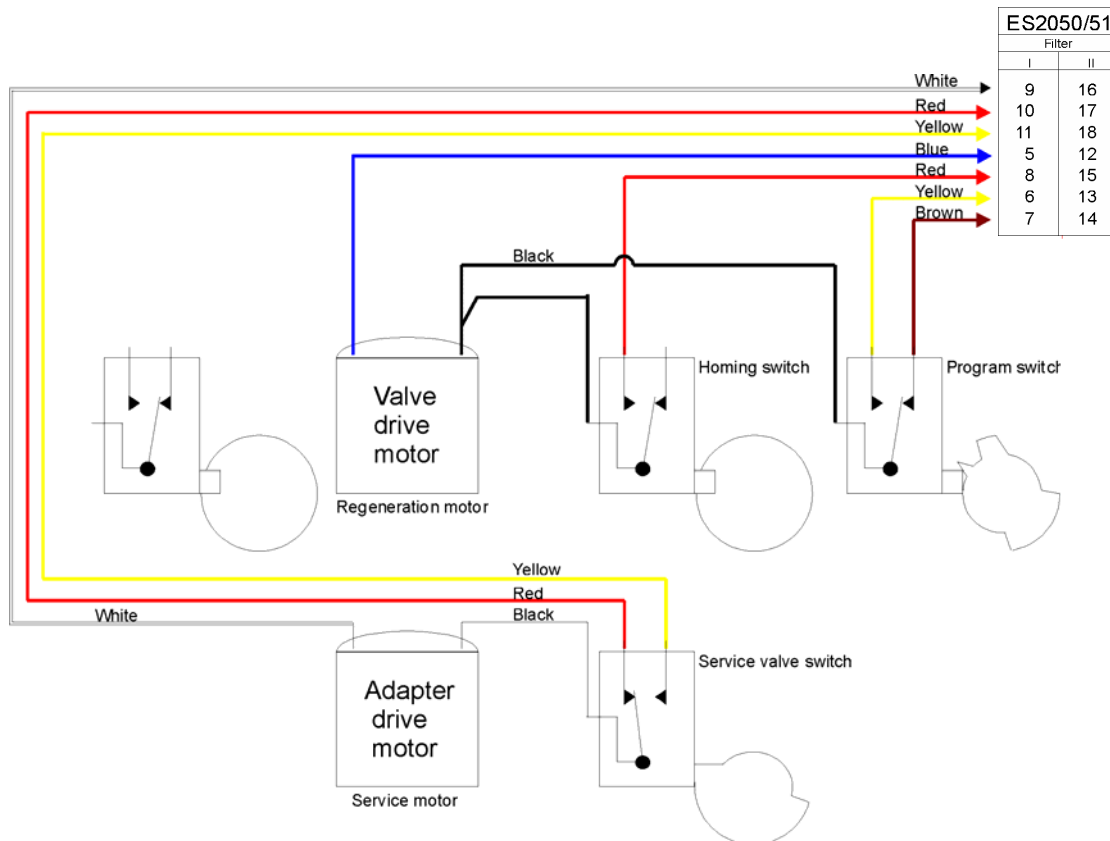 ES2050/51
Filter
I II
White 9 16
Red 10 17
Yellow 11 18
Blue 5 12
Red 8 15
Yellow 6 13
Brown 7 14
Black
Homing switch
Program switch
Valve
drive
motor
Regeneration motor
Yellow
Red
White
Black
Service valve switch
Adapter
drive
motor
Service motor